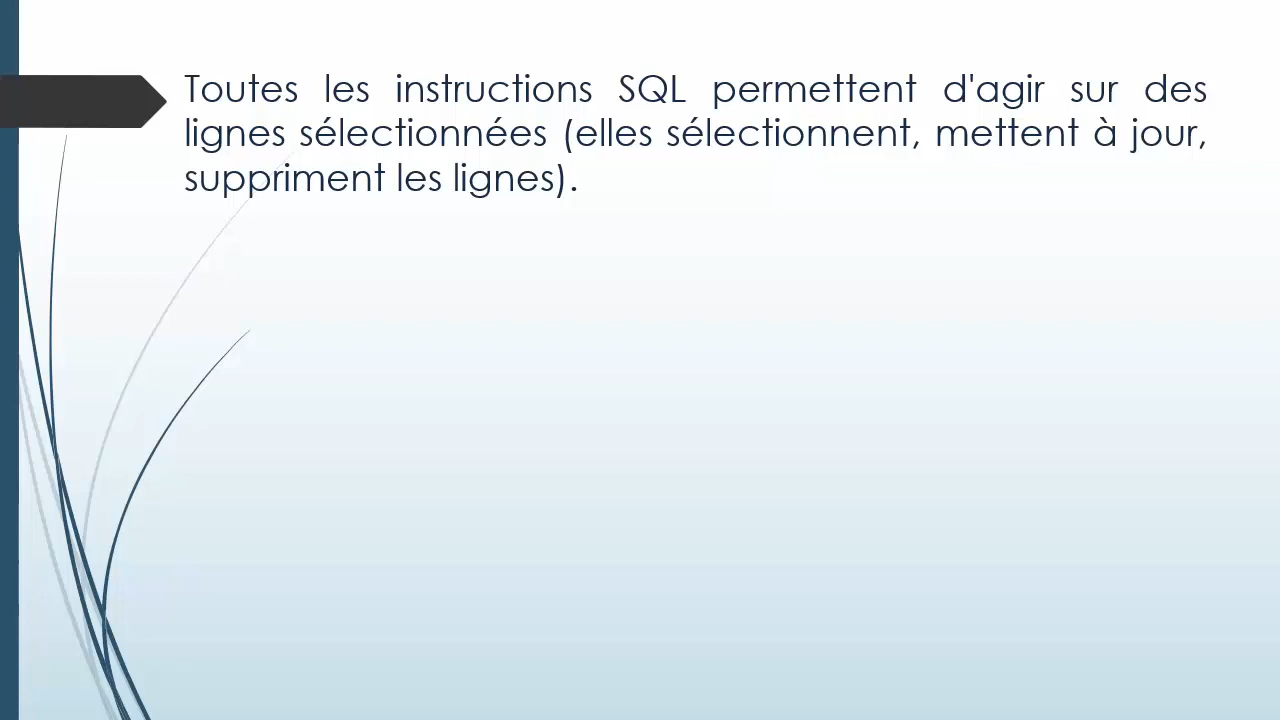 Toutes les instructions SQL permettent d'agir sur des
lignes sélectionnées (elles sélectionnent, mettent à jour,
suppriment les lignes).